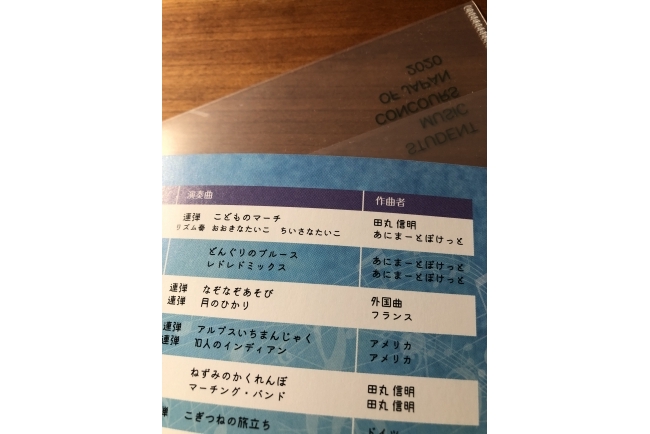 2020
OF JAPAN
CONCOURS
MUSIC
STUDENT
演奏曲 作曲者
連弾 こどものマーチ 田丸 信明
リズム奏 おおきなたいこ ちいさなたいこ あにまーとぽけっと
どんぐりのブルース あにまーとぽけっと
レドレドミックス あにまーとぽけっと
連弾 なぞなぞあそび 外国曲
連弾 月のひかり フランス
連弾 アルプスいちまんじゃく アメリカ
連弾 10人のインディアン アメリカ
ねずみのかくれんぼ 田丸 信明
マーチング・バンド 田丸 信明
弾 こぎつねの旅立ち ドイツ